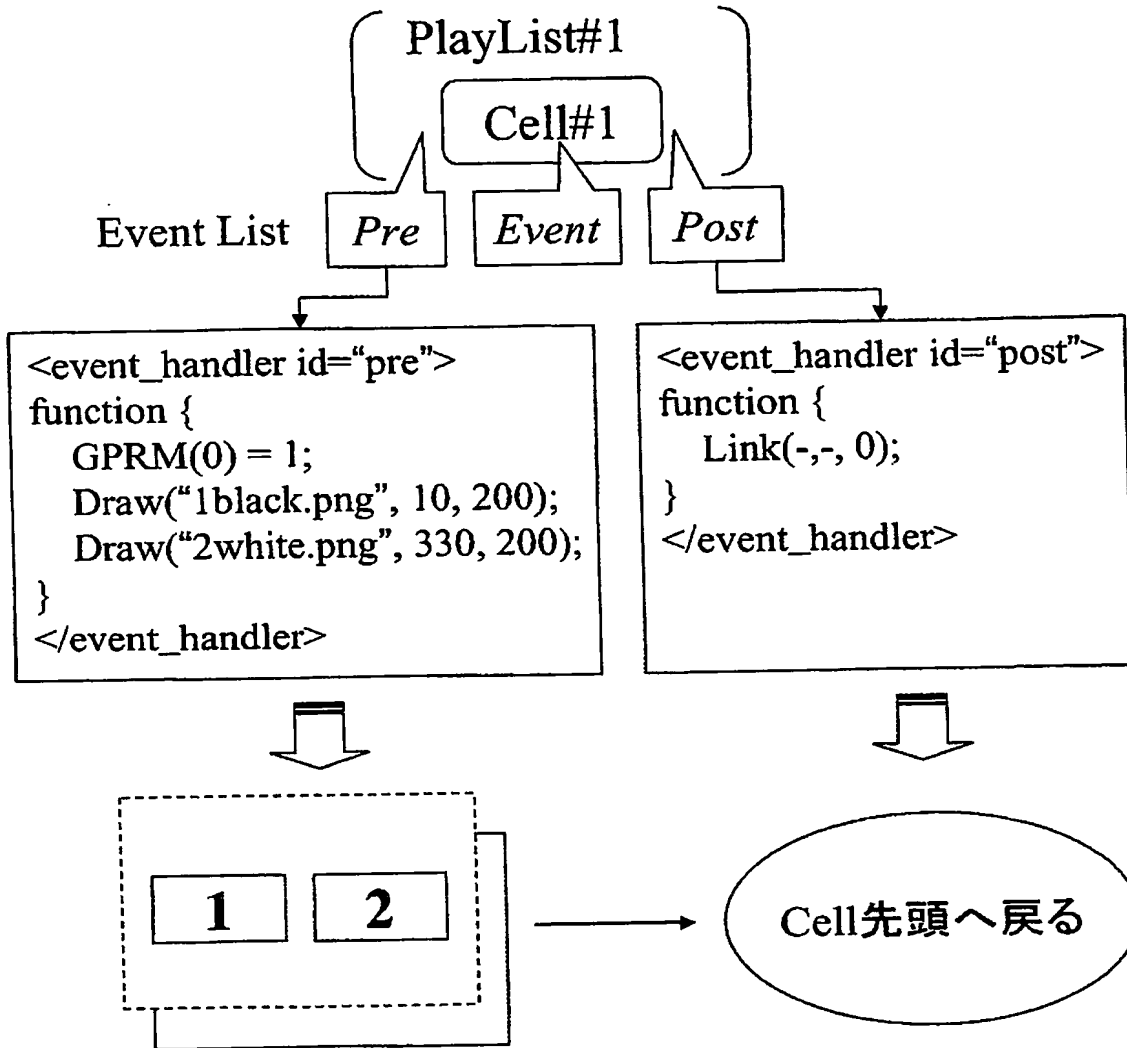 PlayList#1
Cell#1
Event List
Pre
Event
Post
<event_handler id=“pre”>
function {
GPRM(0) = 1;
Draw(“1black.png”, 10, 200);
Draw(“2white.png”, 330, 200);
}
</event_handler>
<event_handler id=“post”>
function {
Link(-,-, 0);
}
</event_handler>
1
2
Cell先頭へ戻る